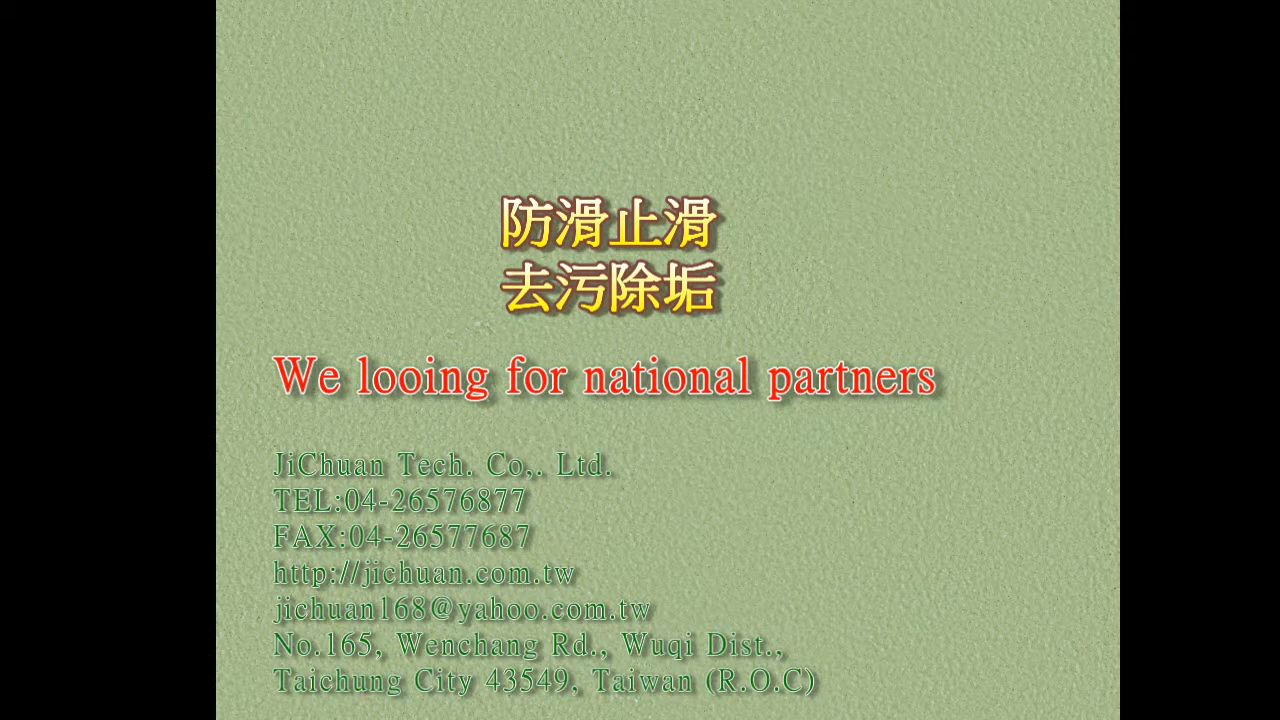 防滑止滑
去污除垢
We looing for national partners
JiChuan Tech. Co,. Ltd.
TEL:04-26576877
FAX:04-26577687
http://jichuan.com.tw
jichuan168@yahoo.com.tw
No.165, Wenchang Rd., Wuqi Dist.,
Taichung City 43549, Taiwan (R.O.C)